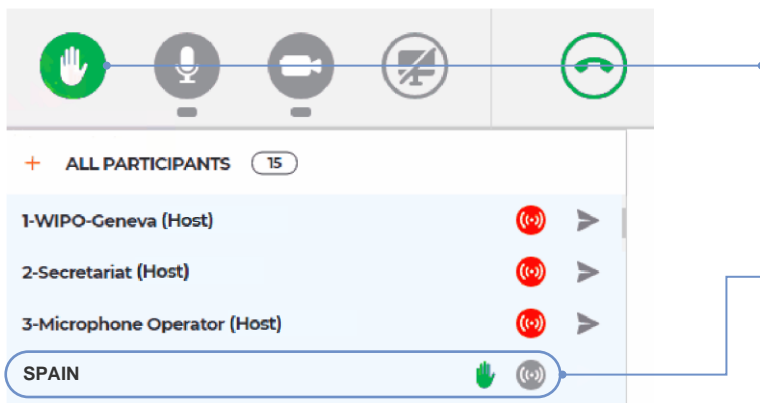 ALL PARTICIPANTS 15
1-WIPO-Geneva (Host)
2-Secretariat (Host)
3-Microphone Operator (Host)
SPAIN